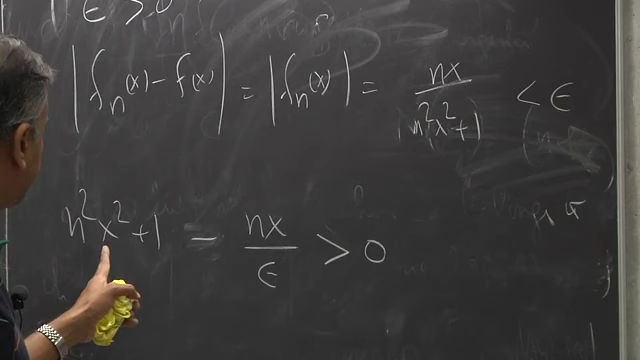 ε > 0
|fₙ(x) - f(x)| = |fₙ(x)| = nx / (n²x²+1) < ε
n²x²+1 - nx/ε > 0